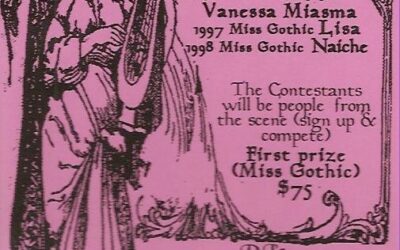 Vanessa Miasma
1997 Miss Gothic Lisa
1998 Miss Gothic Naiche
The Contestants
will be people from
the scene (sign up &
compete)
First prize
(Miss Gothic)
$75